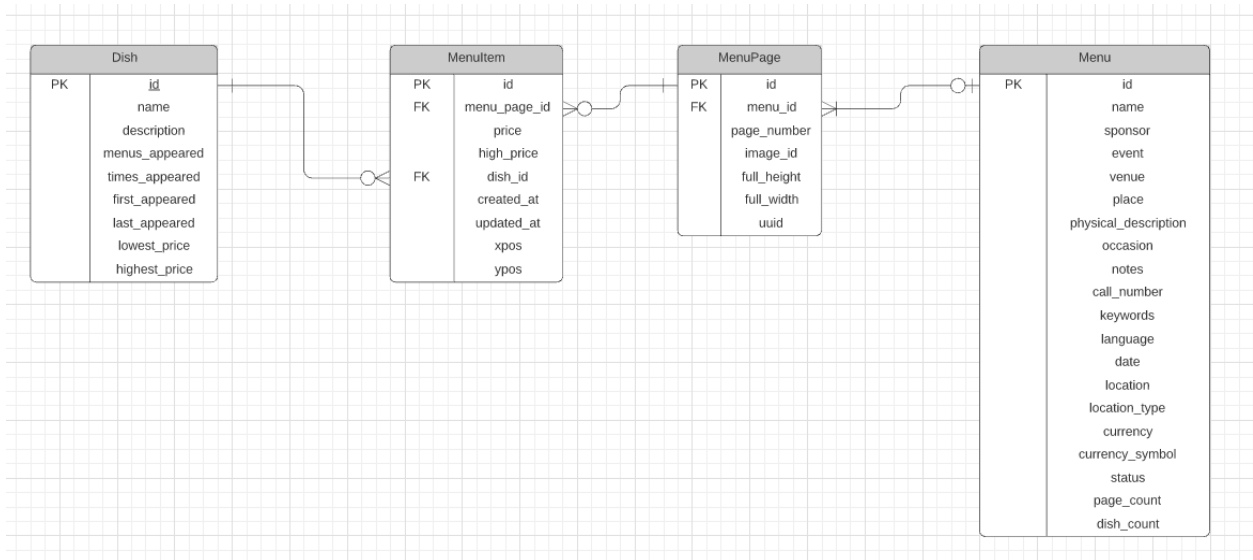 Dish
PK id
name
description
menus_appeared
times_appeared
first_appeared
last_appeared
lowest_price
highest_price
MenuItem
PK id
FK menu_page_id
price
high_price
FK dish_id
created_at
updated_at
xpos
ypos
MenuPage
PK id
FK menu_id
page_number
image_id
full_height
full_width
uuid
Menu
PK id
name
sponsor
event
venue
place
physical_description
occasion
notes
call_number
keywords
language
date
location
location_type
currency
currency_symbol
status
page_count
dish_count